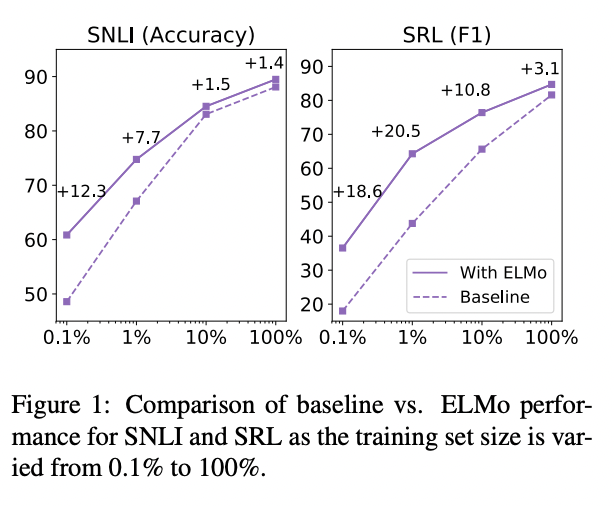 SNLI (Accuracy)
90
80
70
60
50
+12.3
+7.7
+1.5
+1.4
0.1% 1% 10% 100%
SRL (F1)
90
80
70
60
50
40
30
20
+18.6
+20.5
+10.8
+3.1
With ELMo
Baseline
0.1% 1% 10% 100%
Figure 1: Comparison of baseline vs. ELMo perfor-
mance for SNLI and SRL as the training set size is var-
ied from 0.1% to 100%.